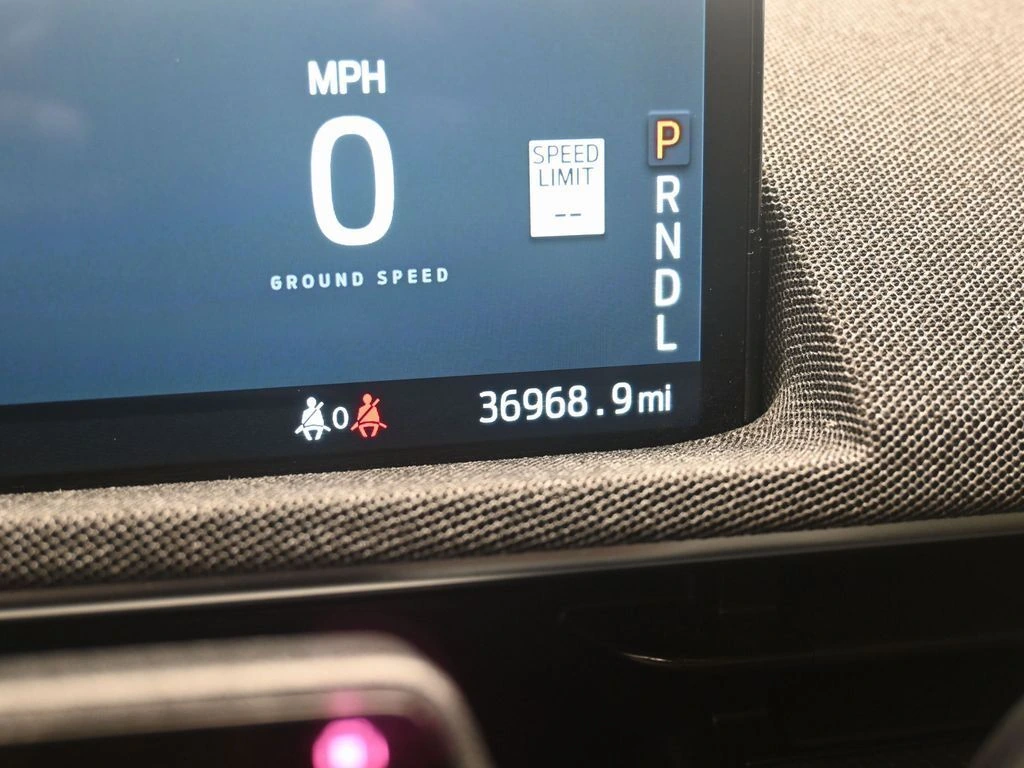 MPH
0
GROUND SPEED
SPEED
LIMIT
--
P
R
N
D
L
0
36968.9mi